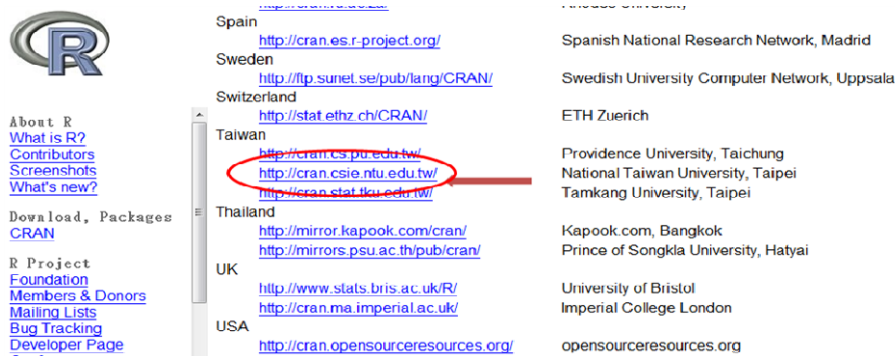 R
About R
What is R?
Contributors
Screenshots
What's new?
Download, Packages
CRAN
R Project
Foundation
Members & Donors
Mailing Lists
Bug Tracking
Developer Page
Spain
http://cran.es.r-project.org/ Spanish National Research Network, Madrid
Sweden
http://ftp.sunet.se/pub/lang/CRAN/ Swedish University Computer Network, Uppsala
Switzerland
http://stat.ethz.ch/CRAN/ ETH Zuerich
Taiwan
http://cran.cs.pu.edu.tw/ Providence University, Taichung
http://cran.csie.ntu.edu.tw/ National Taiwan University, Taipei
http://cran.stat.tku.edu.tw/ Tamkang University, Taipei
Thailand
http://mirror.kapook.com/cran/ Kapook.com, Bangkok
http://mirrors.psu.ac.th/pub/cran/ Prince of Songkla University, Hatyai
UK
http://www.stats.bris.ac.uk/R/ University of Bristol
http://cran.ma.imperial.ac.uk/ Imperial College London
USA
http://cran.opensourceresources.org/ opensourceresources.org